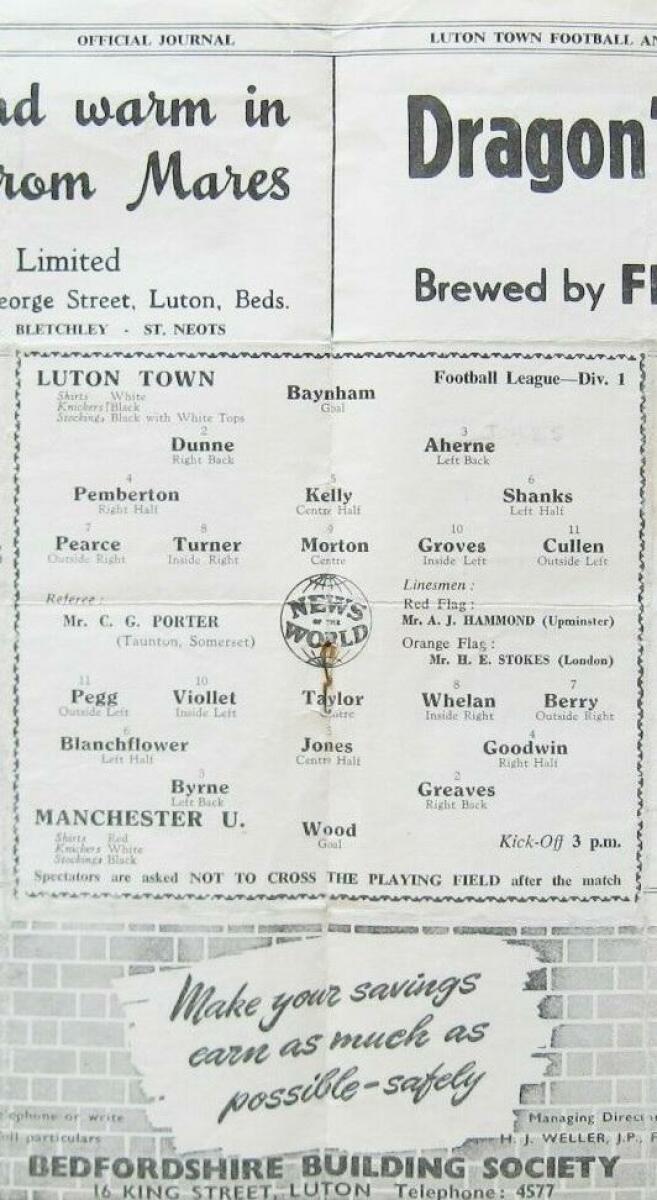 OFFICIAL JOURNAL
LUTON TOWN FOOTBALL AN
nd warm in
rom Mares
Limited
eorge Street, Luton, Beds.
BLETCHLEY - ST. NEOTS
Dragon'
Brewed by Fl
LUTON TOWN
Football League—Div. 1
Shirts White
Knickers Black
Stockings Black with White Tops
Baynham
Goal
2 3
Dunne Aherne
Right Back Left Back
4 5 6
Pemberton Kelly Shanks
Right Half Centre Half Left Half
7 8 9 10 11
Pearce Turner Morton Groves Cullen
Outside Right Inside Right Centre Inside Left Outside Left
Referee:
Mr. C. G. PORTER
(Taunton, Somerset)
NEWS
OF THE
WORLD
Linesmen:
Red Flag:
Mr. A. J. HAMMOND (Upminster)
Orange Flag:
Mr. H. E. STOKES (London)
11 10 8 7
Pegg Viollet Taylor Whelan Berry
Outside Left Inside Left Centre Inside Right Outside Right
6 5 4
Blanchflower Jones Goodwin
Left Half Centre Half Right Half
3 2
Byrne Greaves
Left Back Right Back
MANCHESTER U.
Shirts Red
Knickers White
Stockings Black
Wood
Goal
Kick-Off 3 p.m.
Spectators are asked NOT TO CROSS THE PLAYING FIELD after the match
Make your savings
earn as much as
possible-safely
ephone or write
ull particulars
Managing Direct
H. J. WELLER, J.P., F
BEDFORDSHIRE BUILDING SOCIETY
16 KING STREET, LUTON Telephone: 4577